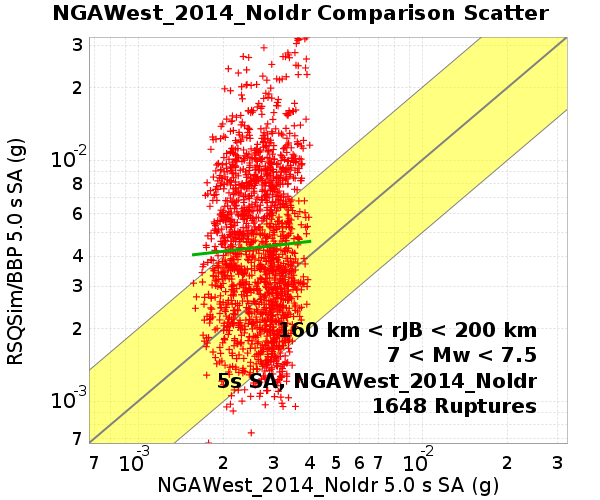 NGAWest_2014_NoIdr Comparison Scatter
3
2
10-2
8
6
4
3
2
10-3
7
RSQSim/BBP 5.0 s SA (g)
160 km < rJB < 200 km
7 < Mw < 7.5
5s SA, NGAWest_2014_NoIdr
1648 Ruptures
7 10-3 2 3 4 5 6 7 10-2 2 3
NGAWest_2014_NoIdr 5.0 s SA (g)